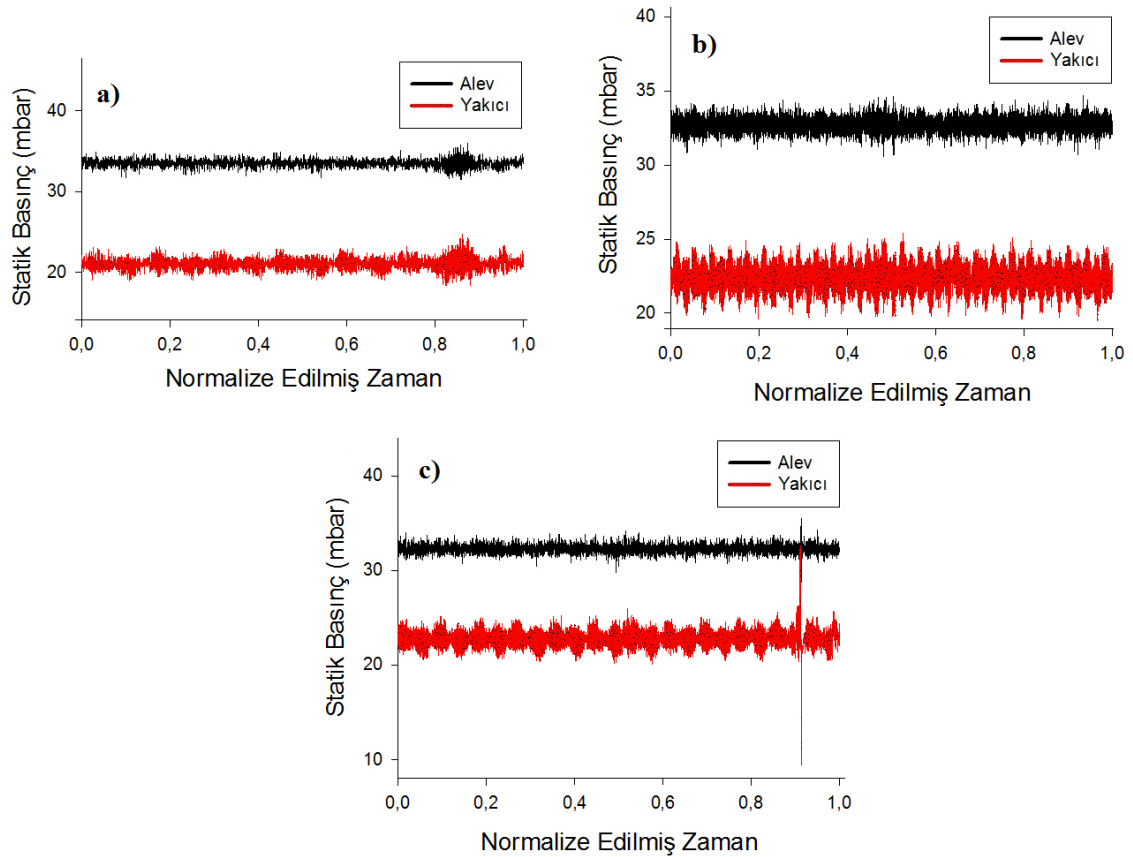 a)
Alev
Yakıcı
Statik Basınç (mbar)
40
30
20
0,0 0,2 0,4 0,6 0,8 1,0
Normalize Edilmiş Zaman
b)
Alev
Yakıcı
Statik Basınç (mbar)
40
35
30
25
20
0,0 0,2 0,4 0,6 0,8 1,0
Normalize Edilmiş Zaman
c)
Alev
Yakıcı
Statik Basınç (mbar)
40
30
20
10
0,0 0,2 0,4 0,6 0,8 1,0
Normalize Edilmiş Zaman